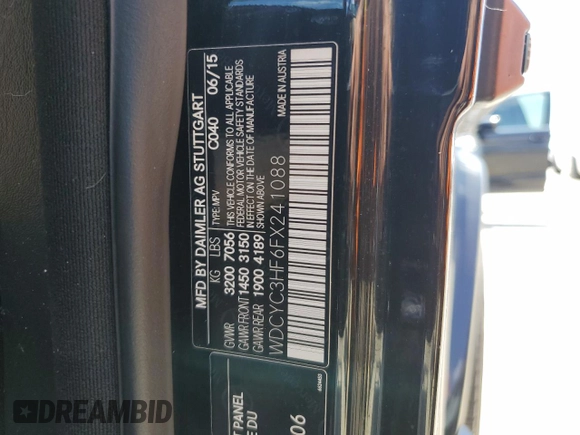 MFD BY DAIMLER AG STUTTGART
TYPE: MPV C040 06/15
KG LBS
GVWR 3200 7056
GAWR FRONT 1450 3150
GAWR REAR 1900 4189
THIS VEHICLE CONFORMS TO ALL APPLICABLE
FEDERAL MOTOR VEHICLE SAFETY STANDARDS
IN EFFECT ON THE DATE OF MANUFACTURE
SHOWN ABOVE
MADE IN AUSTRIA
WDCYC3HF6FX241088
T PANEL
E DU
06
DREAMBID